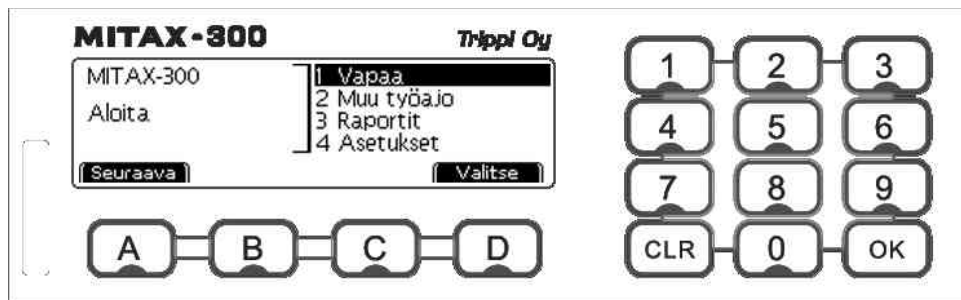 MITAX-300
Trippi Oy
MITAX-300
Aloita
1 Vapaa
2 Muu työajo
3 Raportit
4 Asetukset
Seuraava
Valitse
A B C D
1 2 3
4 5 6
7 8 9
CLR 0 OK